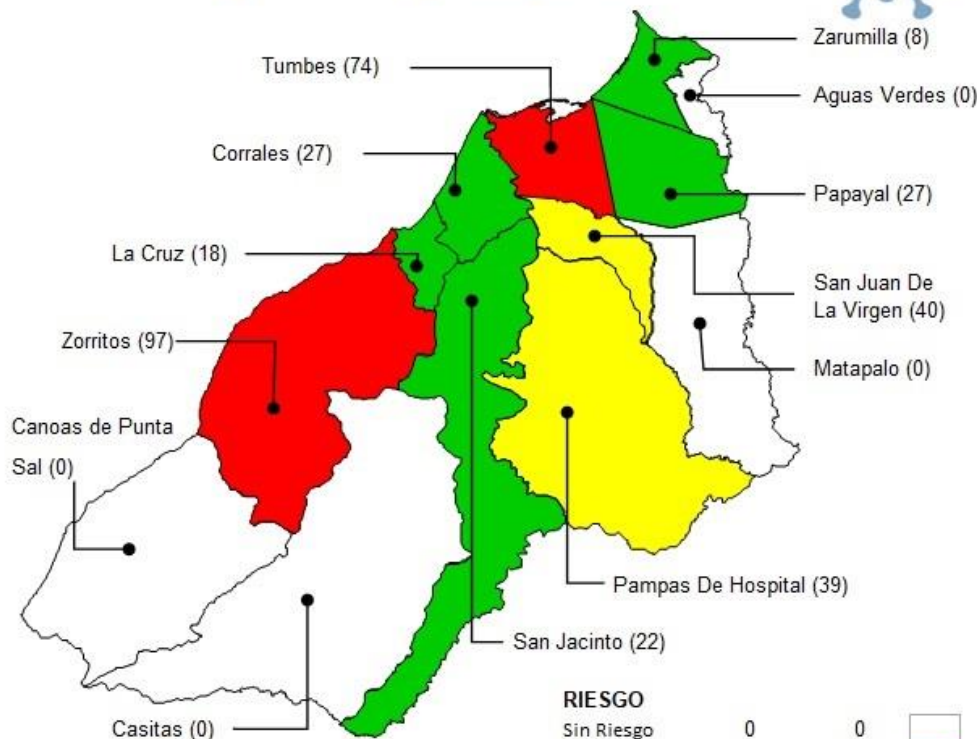 Zarumilla (8)
Tumbes (74)
Aguas Verdes (0)
Corrales (27)
Papayal (27)
La Cruz (18)
San Juan De
La Virgen (40)
Zorritos (97)
Matapalo (0)
Canoas de Punta
Sal (0)
Pampas De Hospital (39)
San Jacinto (22)
Casitas (0)
RIESGO
Sin Riesgo 0 0